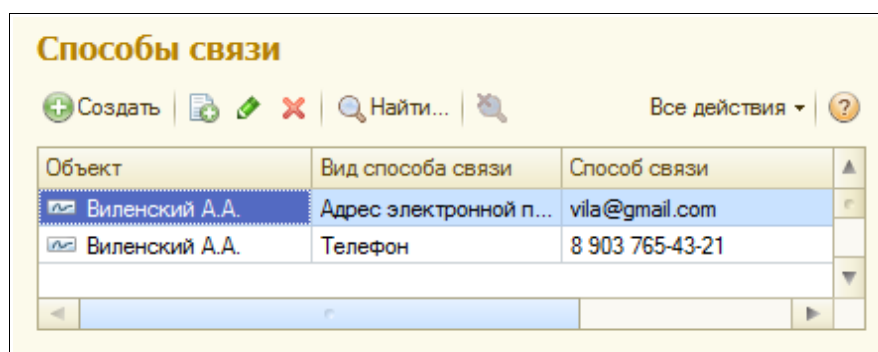 Способы связи
Создать Найти... Все действия ?
Объект Вид способа связи Способ связи
Виленский А.А. Адрес электронной п... vila@gmail.com
Виленский А.А. Телефон 8 903 765-43-21